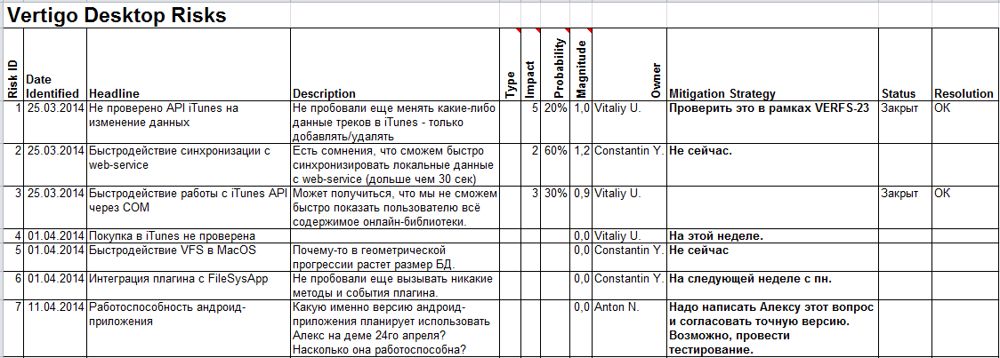 Vertigo Desktop Risks
Risk ID
Date
Identified
Headline
Description
Type
Impact
Probability
Magnitude
Owner
Mitigation Strategy
Status
Resolution
1 25.03.2014 Не проверено API iTunes на Не пробовали еще менять какие-либо 5 20% 1,0 Vitaliy U. Проверить это в рамках VERFS-23 Закрыт OK
изменение данных данные треков в iTunes - только
добавлять/удалять
2 25.03.2014 Быстродействие синхронизации с Есть сомнения, что сможем быстро 2 60% 1,2 Constantin Y. Не сейчас.
web-service синхронизировать локальные данные
с web-service (дольше чем 30 сек)
3 25.03.2014 Быстродействие работы с iTunes API Может получиться, что мы не сможем 3 30% 0,9 Vitaliy U. Закрыт OK
через COM быстро показать пользователю всё
содержимое онлайн-библиотеки.
4 01.04.2014 Покупка в iTunes не проверена 0,0 Vitaliy U. На этой неделе.
5 01.04.2014 Быстродействие VFS в MacOS Почему-то в геометрической 0,0 Constantin Y. Не сейчас
прогрессии растет размер БД.
6 01.04.2014 Интеграция плагина с FileSysApp Не пробовали еще вызывать никакие 0,0 Constantin Y. На следующей неделе с пн.
методы и события плагина.
7 11.04.2014 Работоспособность андроид- Какую именно версию андроид- 0,0 Anton N. Надо написать Алексу этот вопрос
приложения приложения планирует использовать и согласовать точную версию.
Алекс на деме 24го апреля? Возможно, провести
Насколько она работоспособна? тестирование.